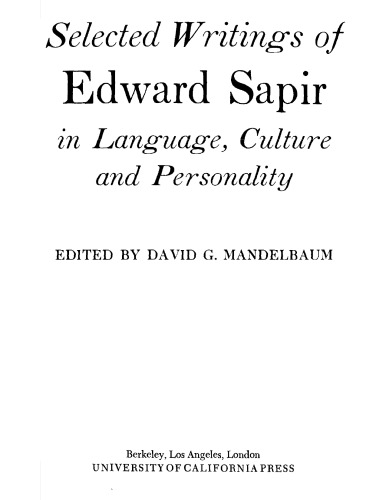 Selected Writings of
Edward Sapir
in Language, Culture
and Personality
EDITED BY DAVID G. MANDELBAUM
Berkeley, Los Angeles, London
UNIVERSITY OF CALIFORNIA PRESS